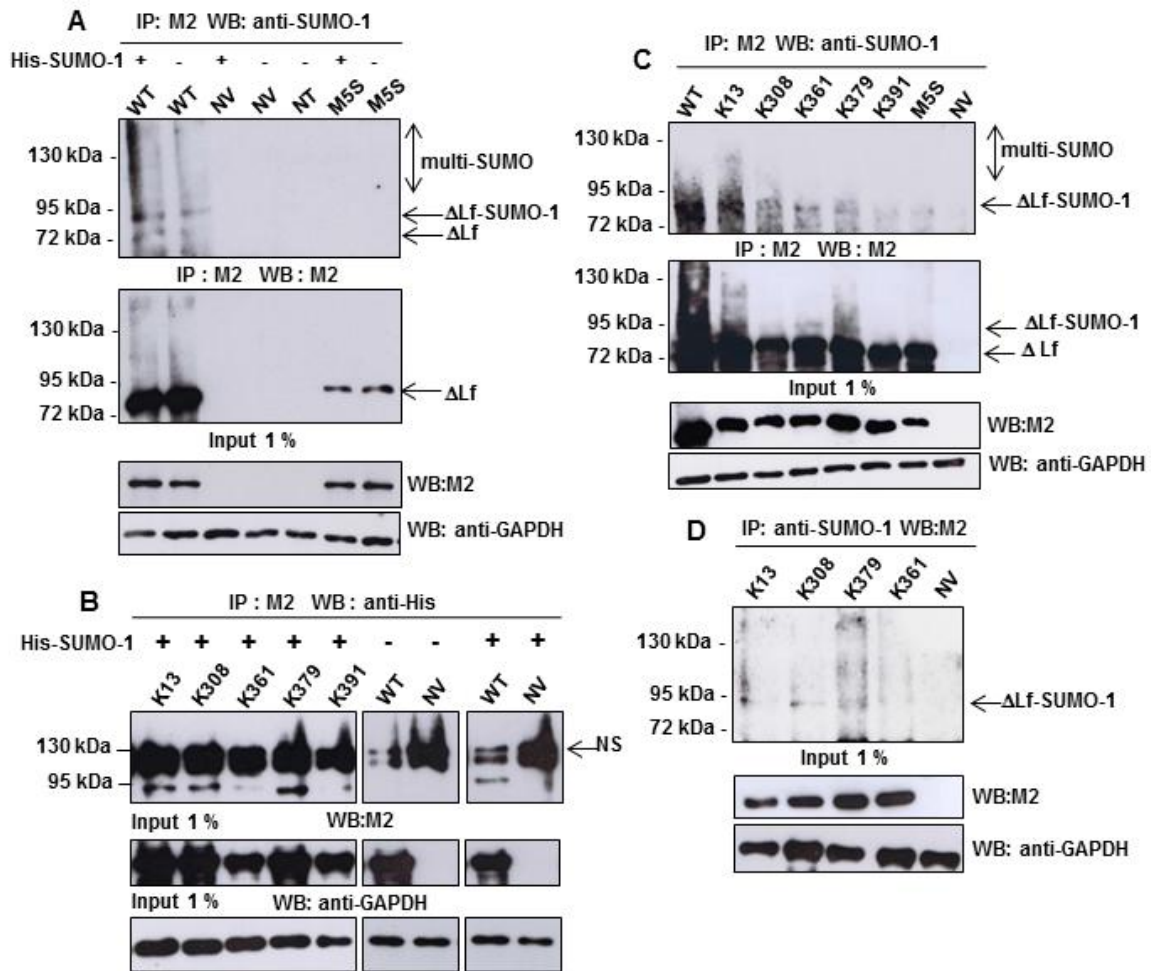 A
IP: M2 WB: anti-SUMO-1
His-SUMO-1 + - + - - + -
WT WT NV NV NT M5S M5S
130 kDa -
multi-SUMO
95 kDa -
ΔLf-SUMO-1
72 kDa -
ΔLf
IP : M2 WB : M2
130 kDa -
95 kDa -
ΔLf
72 kDa -
Input 1 %
WB:M2
WB: anti-GAPDH
B
IP : M2 WB : anti-His
His-SUMO-1 + + + + + - - + +
K13 K308 K361 K379 K391 WT NV WT NV
130 kDa
NS
95 kDa
Input 1 % WB:M2
Input 1 % WB: anti-GAPDH
C
IP: M2 WB: anti-SUMO-1
WT K13 K308 K361 K379 K391 M5S NV
130 kDa -
multi-SUMO
95 kDa -
ΔLf-SUMO-1
72 kDa -
IP: M2 WB: M2
130 kDa -
95 kDa -
ΔLf-SUMO-1
72 kDa -
Δ Lf
Input 1 %
WB:M2
WB: anti-GAPDH
D
IP: anti-SUMO-1 WB:M2
K13 K308 K379 K361 NV
130 kDa -
95 kDa -
ΔLf-SUMO-1
72 kDa -
Input 1 %
WB:M2
WB: anti-GAPDH